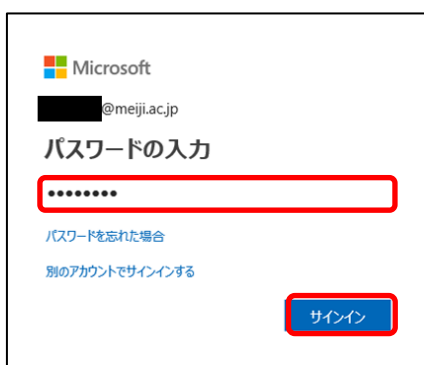 Microsoft
@meiji.ac.jp
パスワードの入力
••••••••
パスワードを忘れた場合
別のアカウントでサインインする
サインイン